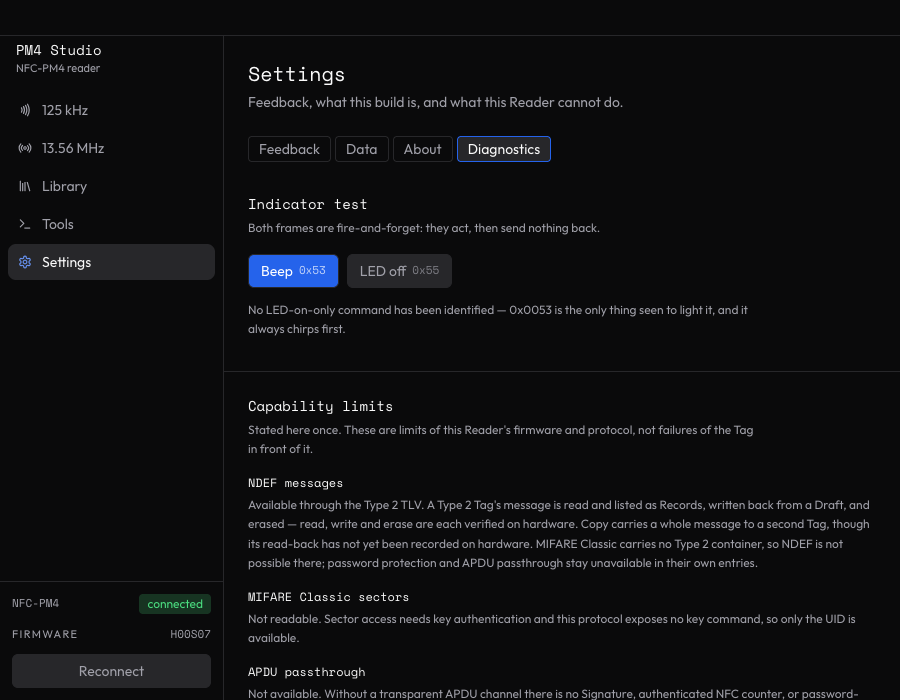 PM4 Studio
NFC-PM4 reader
125 kHz
13.56 MHz
Library
Tools
Settings
NFC-PM4 connected
FIRMWARE H00S07
Reconnect
Settings
Feedback, what this build is, and what this Reader cannot do.
Feedback Data About Diagnostics
Indicator test
Both frames are fire-and-forget: they act, then send nothing back.
Beep 0x53 LED off 0x55
No LED-on-only command has been identified — 0x0053 is the only thing seen to light it, and it
always chirps first.
Capability limits
Stated here once. These are limits of this Reader's firmware and protocol, not failures of the Tag
in front of it.
NDEF messages
Available through the Type 2 TLV. A Type 2 Tag's message is read and listed as Records, written back from a Draft, and
erased — read, write and erase are each verified on hardware. Copy carries a whole message to a second Tag, though
its read-back has not yet been recorded on hardware. MIFARE Classic carries no Type 2 container, so NDEF is not
possible there; password protection and APDU passthrough stay unavailable in their own entries.
MIFARE Classic sectors
Not readable. Sector access needs key authentication and this protocol exposes no key command, so only the UID is
available.
APDU passthrough
Not available. Without a transparent APDU channel there is no Signature, authenticated NFC counter, or password-